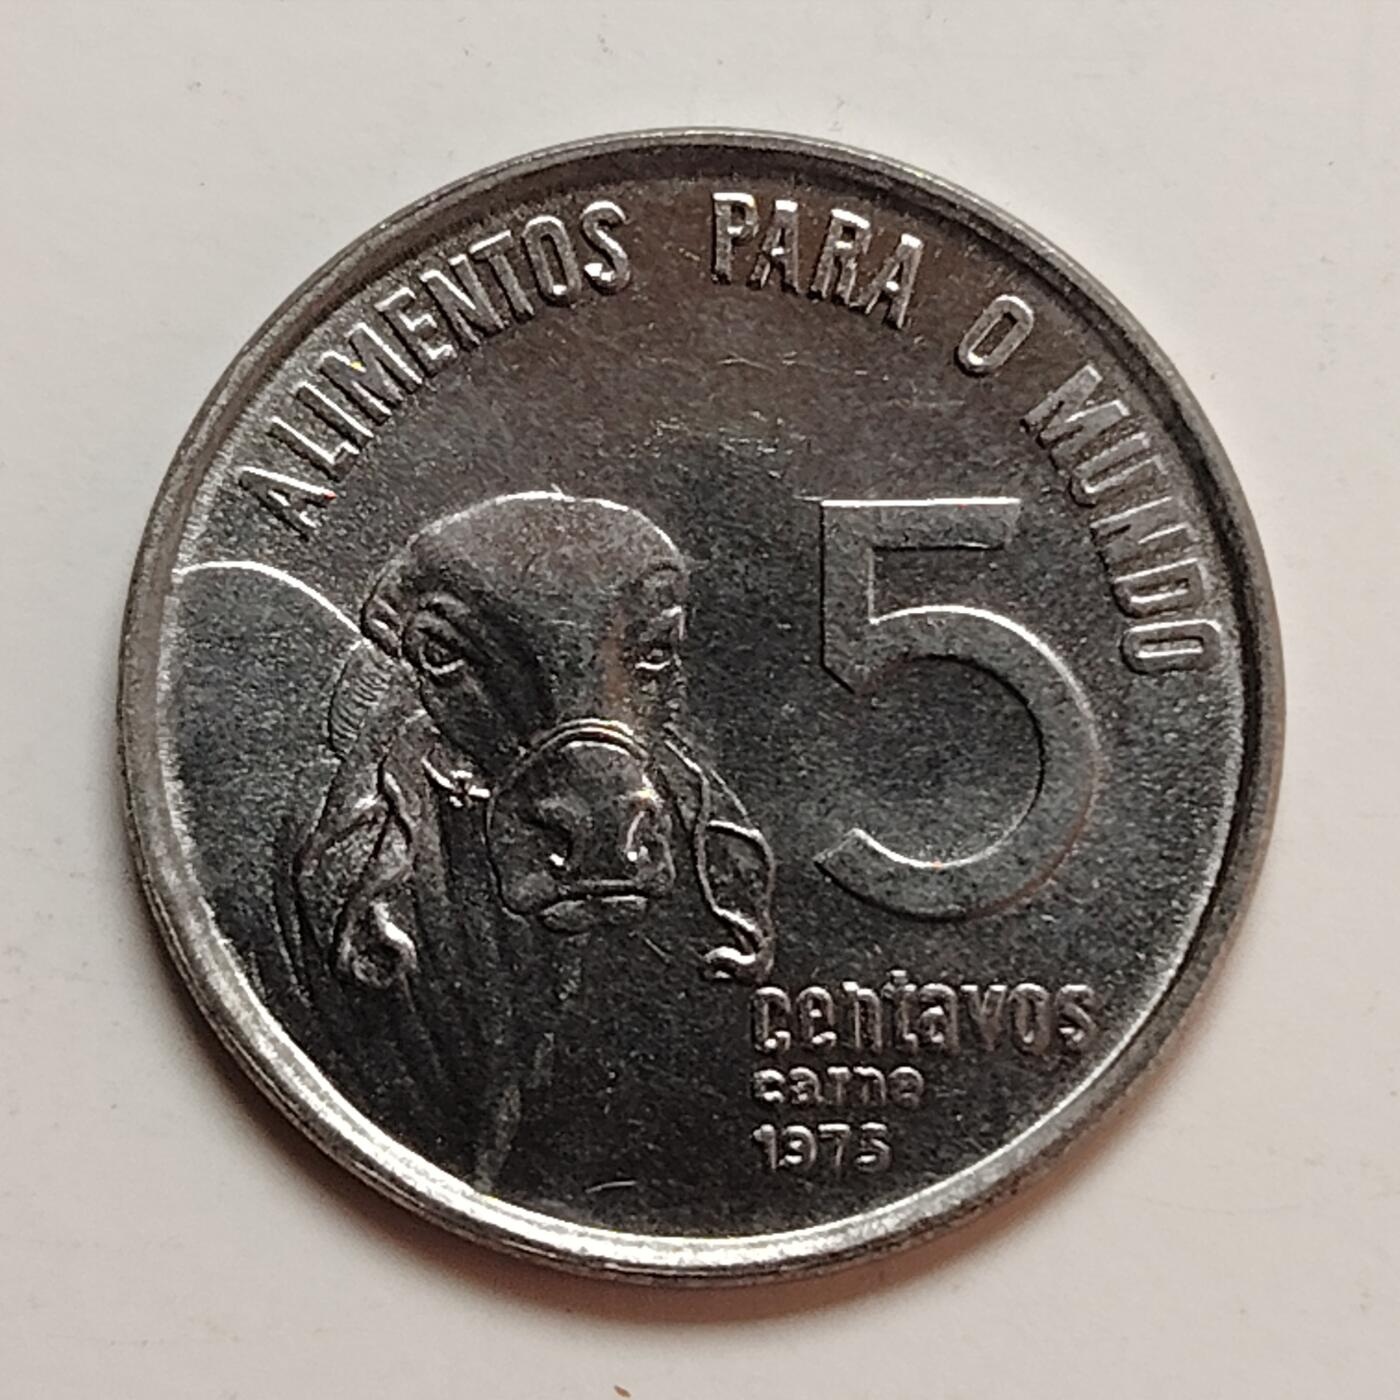 ALIMENTOS PARA O MUNDO
5
centavos
carne
1975